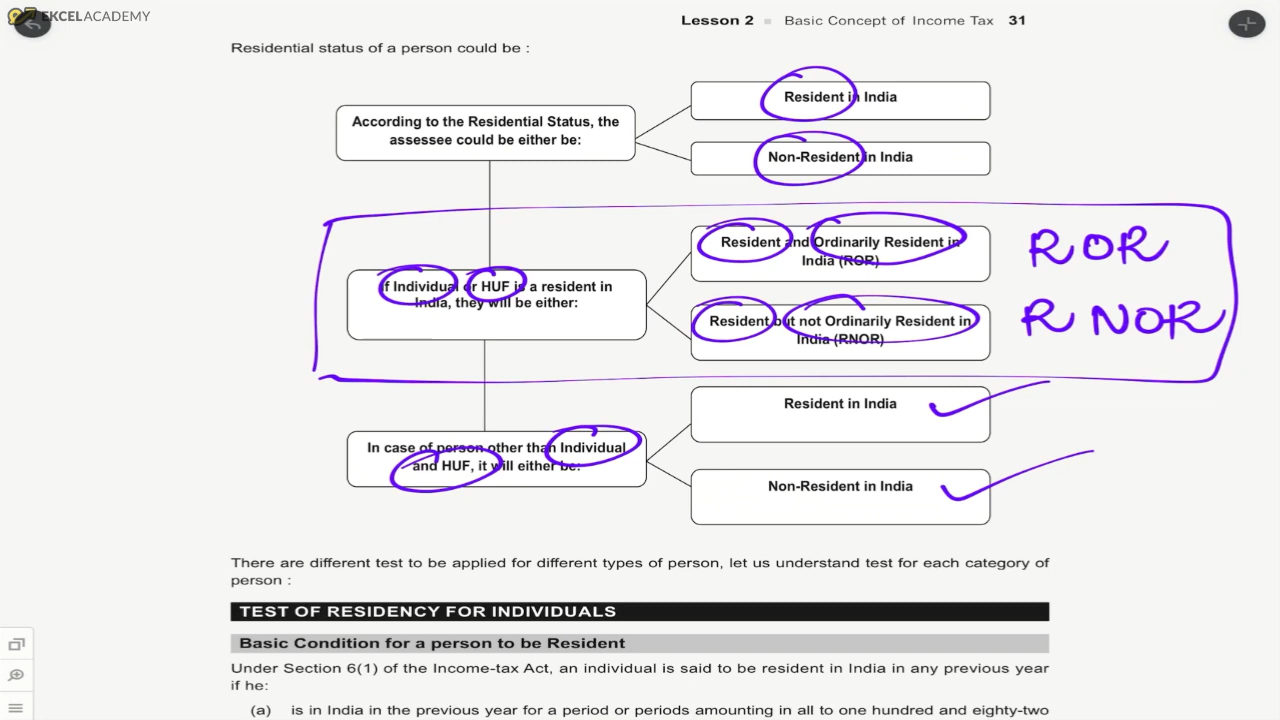 EKCELACADEMY
Lesson 2 ■ Basic Concept of Income Tax 31
Residential status of a person could be :
According to the Residential Status, the
assessee could be either be:
Resident in India
Non-Resident in India
If Individual or HUF is a resident in
India, they will be either:
Resident and Ordinarily Resident in
India (ROR)
ROR
Resident but not Ordinarily Resident in
India (RNOR)
R NOR
In case of person other than Individual
and HUF, it will either be:
Resident in India
Non-Resident in India
There are different test to be applied for different types of person, let us understand test for each category of
person :
TEST OF RESIDENCY FOR INDIVIDUALS
Basic Condition for a person to be Resident
Under Section 6(1) of the Income-tax Act, an individual is said to be resident in India in any previous year
if he:
(a) is in India in the previous year for a period or periods amounting in all to one hundred and eighty-two